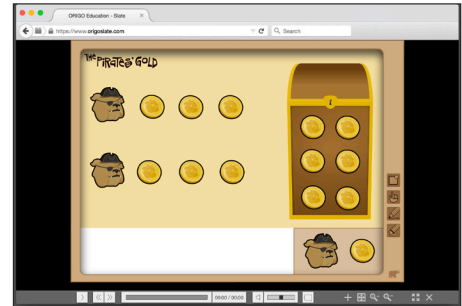 ORIGO Education - Slate
https://www.origoslate.com
Search
The PIRATES' GOLD
00:00 / 00:00